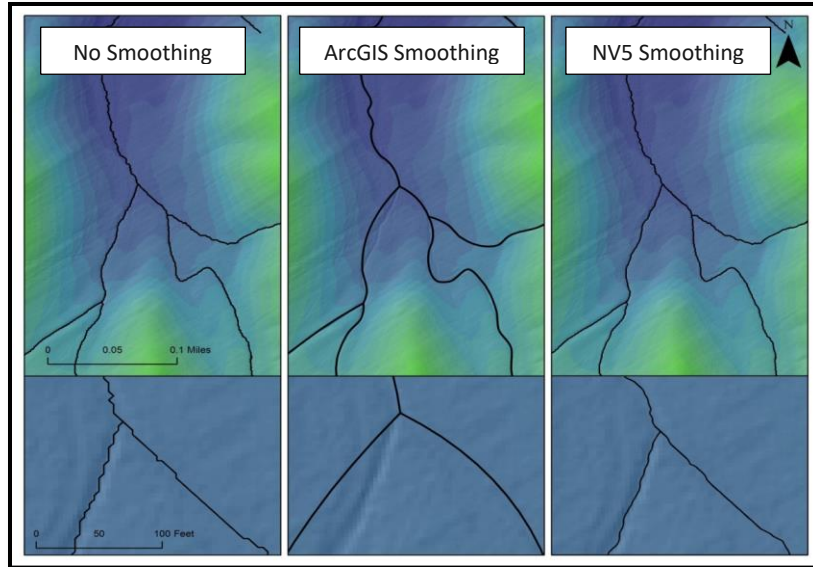 No Smoothing
ArcGIS Smoothing
NV5 Smoothing
N
0 0.05 0.1 Miles
0 50 100 Feet